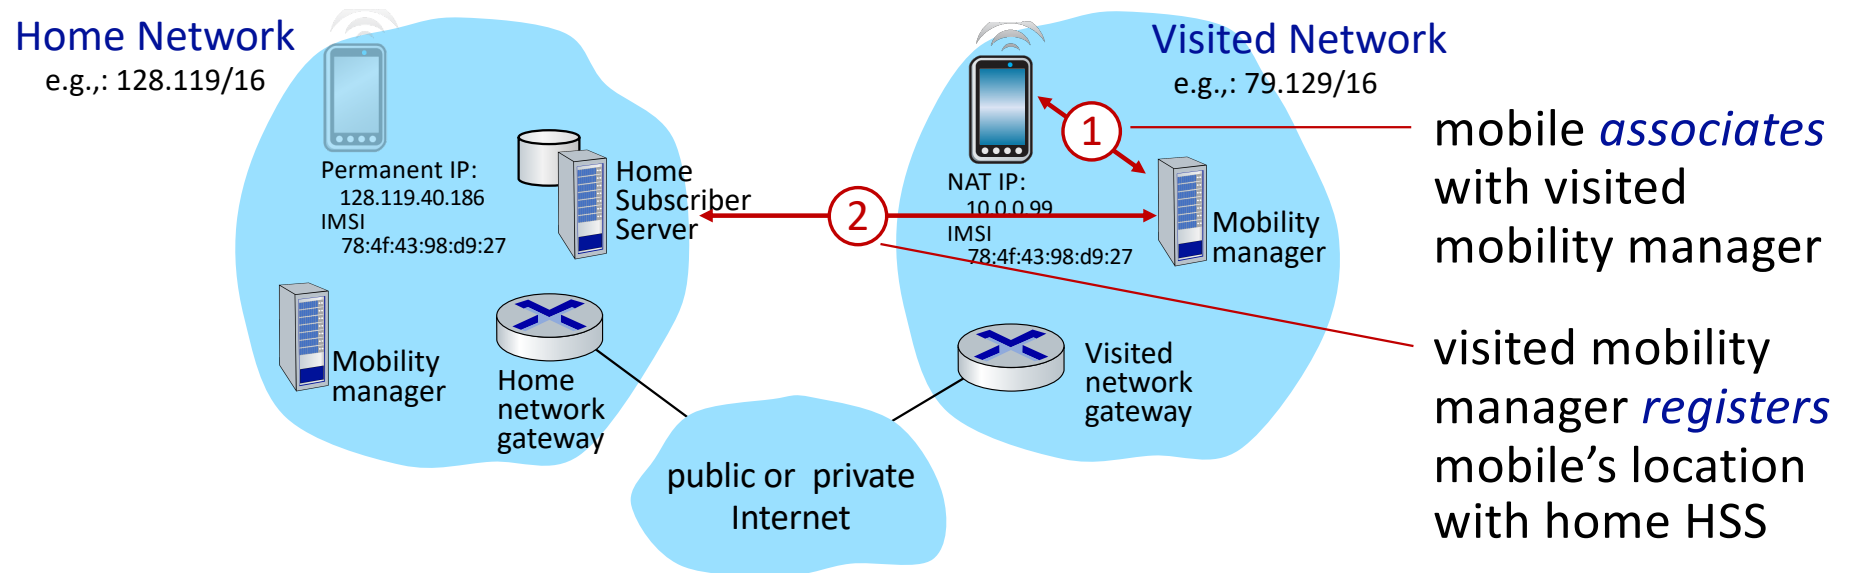 Home Network
e.g.,: 128.119/16
Permanent IP:
128.119.40.186
IMSI
78:4f:43:98:d9:27
Home
Subscriber
Server
Mobility
manager
Home
network
gateway
public or private
Internet
Visited Network
e.g.,: 79.129/16
NAT IP:
10.0.0.99
IMSI
78:4f:43:98:d9:27
Mobility
manager
Visited
network
gateway
1
2
mobile associates
with visited
mobility manager
visited mobility
manager registers
mobile’s location
with home HSS